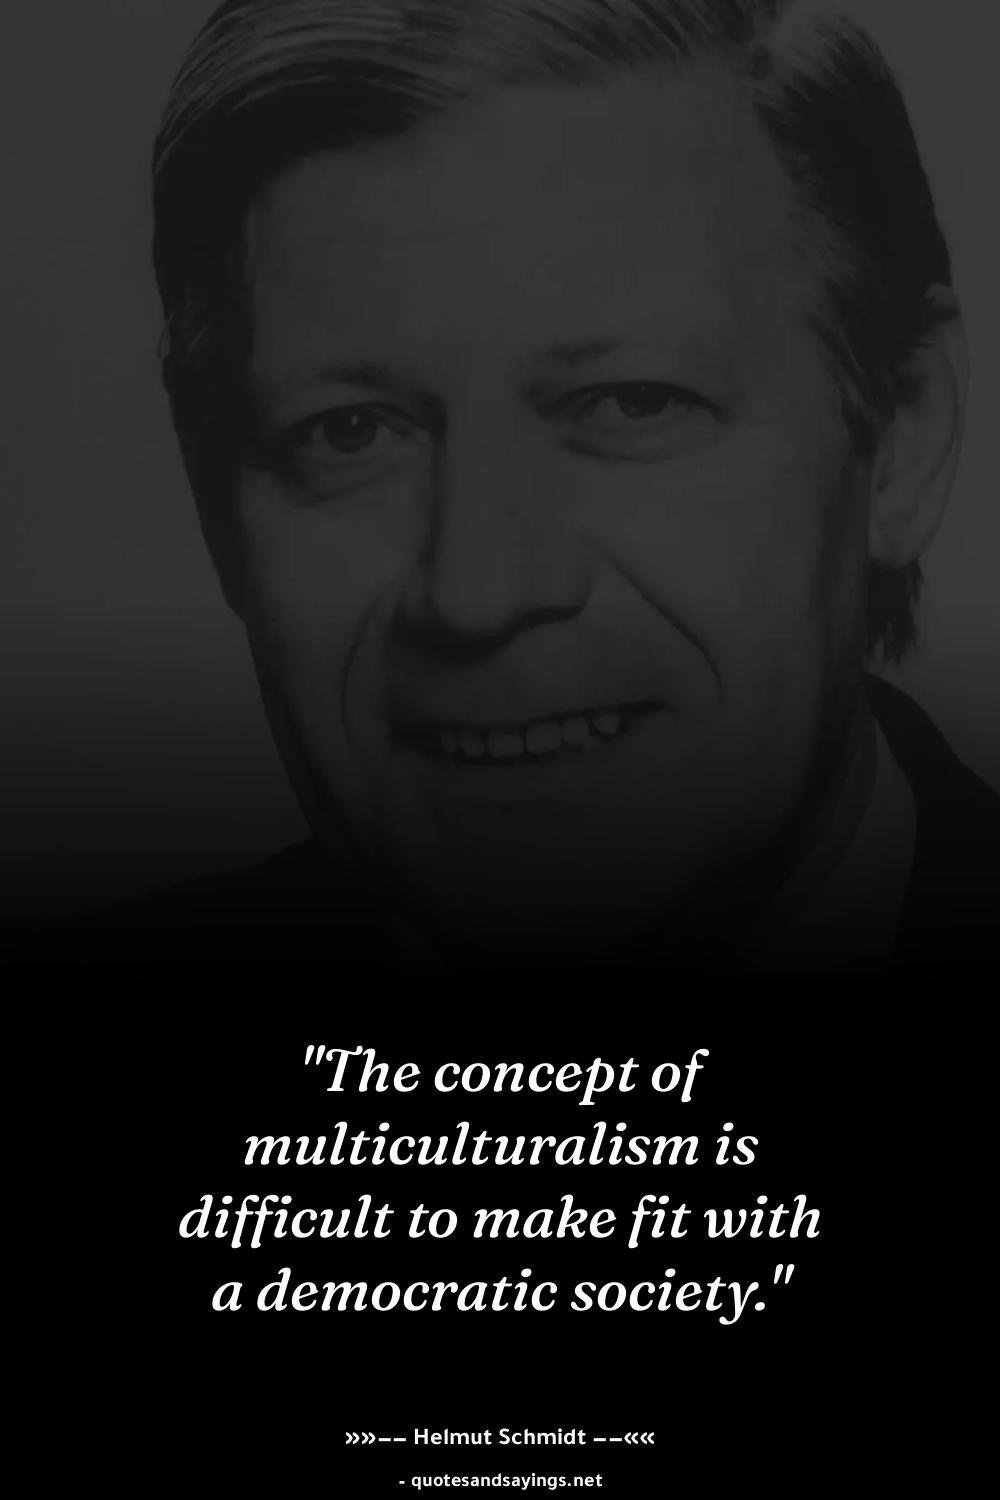 "The concept of
multiculturalism is
difficult to make fit with
a democratic society."
»»–– Helmut Schmidt ––««
- quotesandsayings.net